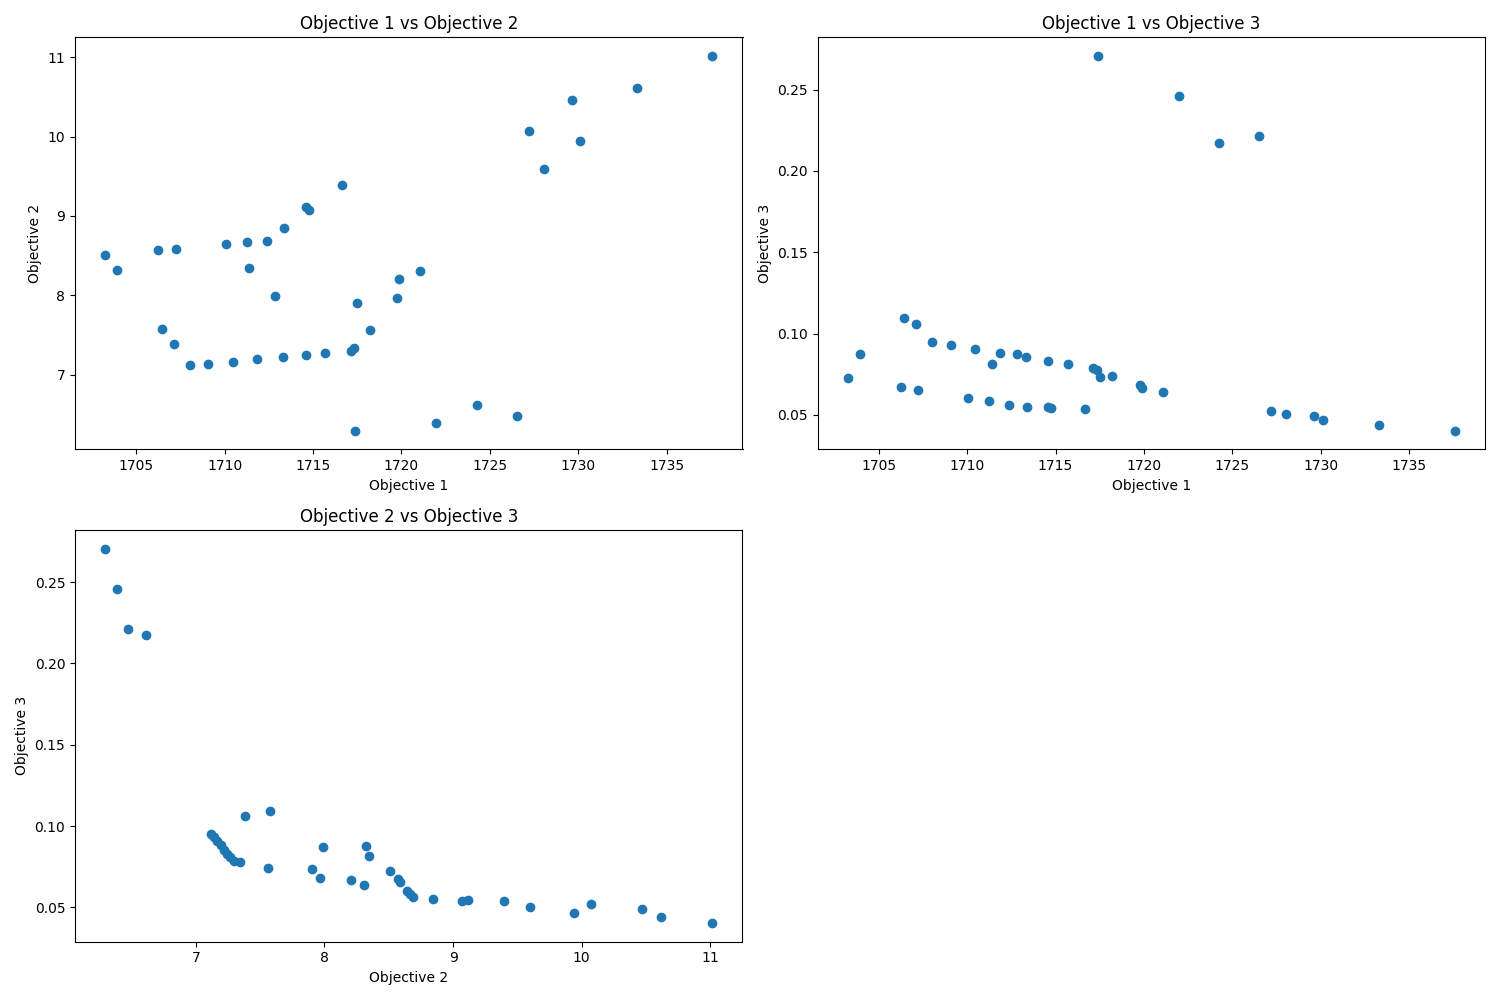 Objective 1 vs Objective 2
11
10
9
8
7
Objective 2
1705 1710 1715 1720 1725 1730 1735
Objective 1
Objective 1 vs Objective 3
0.25
0.20
0.15
0.10
0.05
Objective 3
1705 1710 1715 1720 1725 1730 1735
Objective 1
Objective 2 vs Objective 3
0.25
0.20
0.15
0.10
0.05
Objective 3
7 8 9 10 11
Objective 2